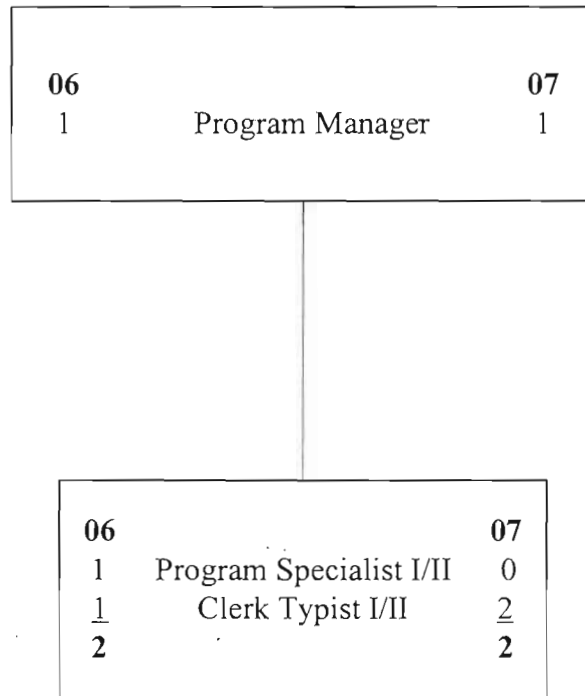 06 07
1 Program Manager 1
06 07
1 Program Specialist I/II 0
1 Clerk Typist I/II 2
2 2